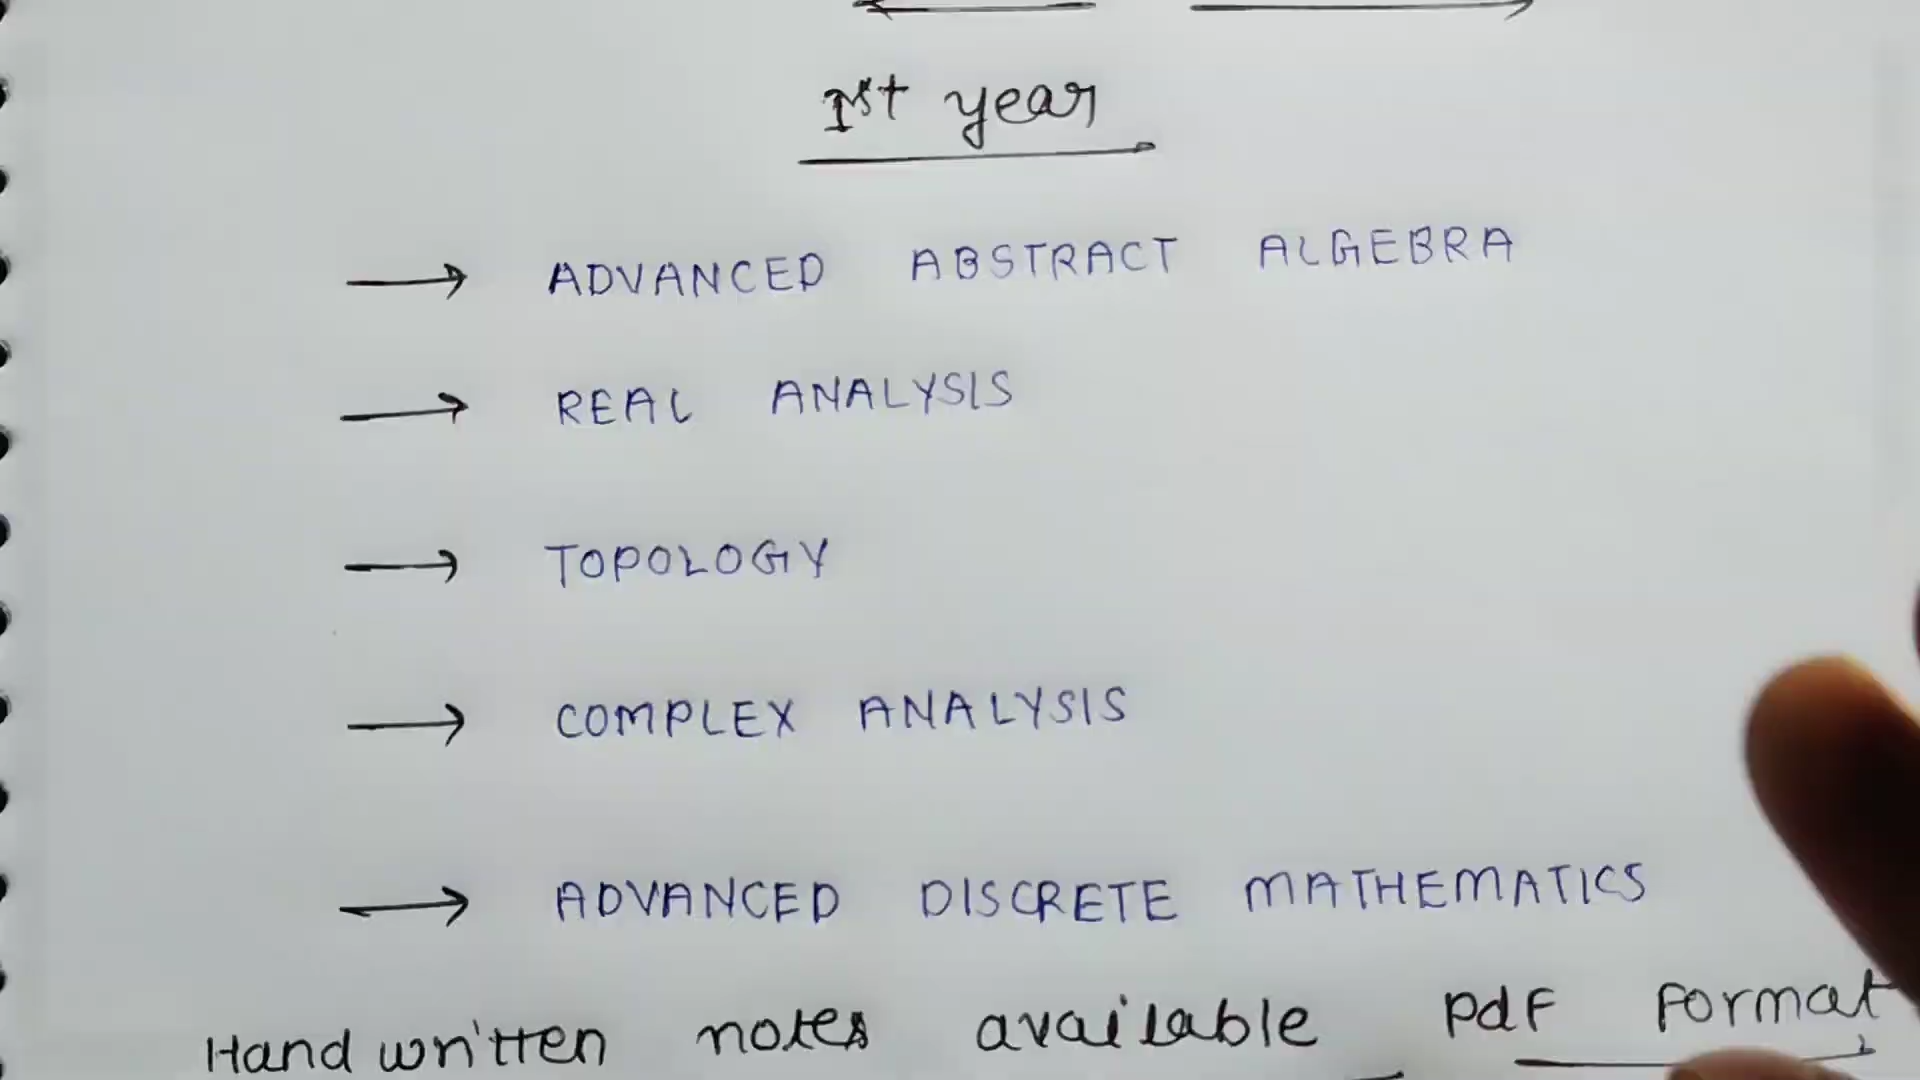 1st year
→ ADVANCED ABSTRACT ALGEBRA
→ REAL ANALYSIS
→ TOPOLOGY
→ COMPLEX ANALYSIS
→ ADVANCED DISCRETE MATHEMATICS
Hand written notes available pdf Format